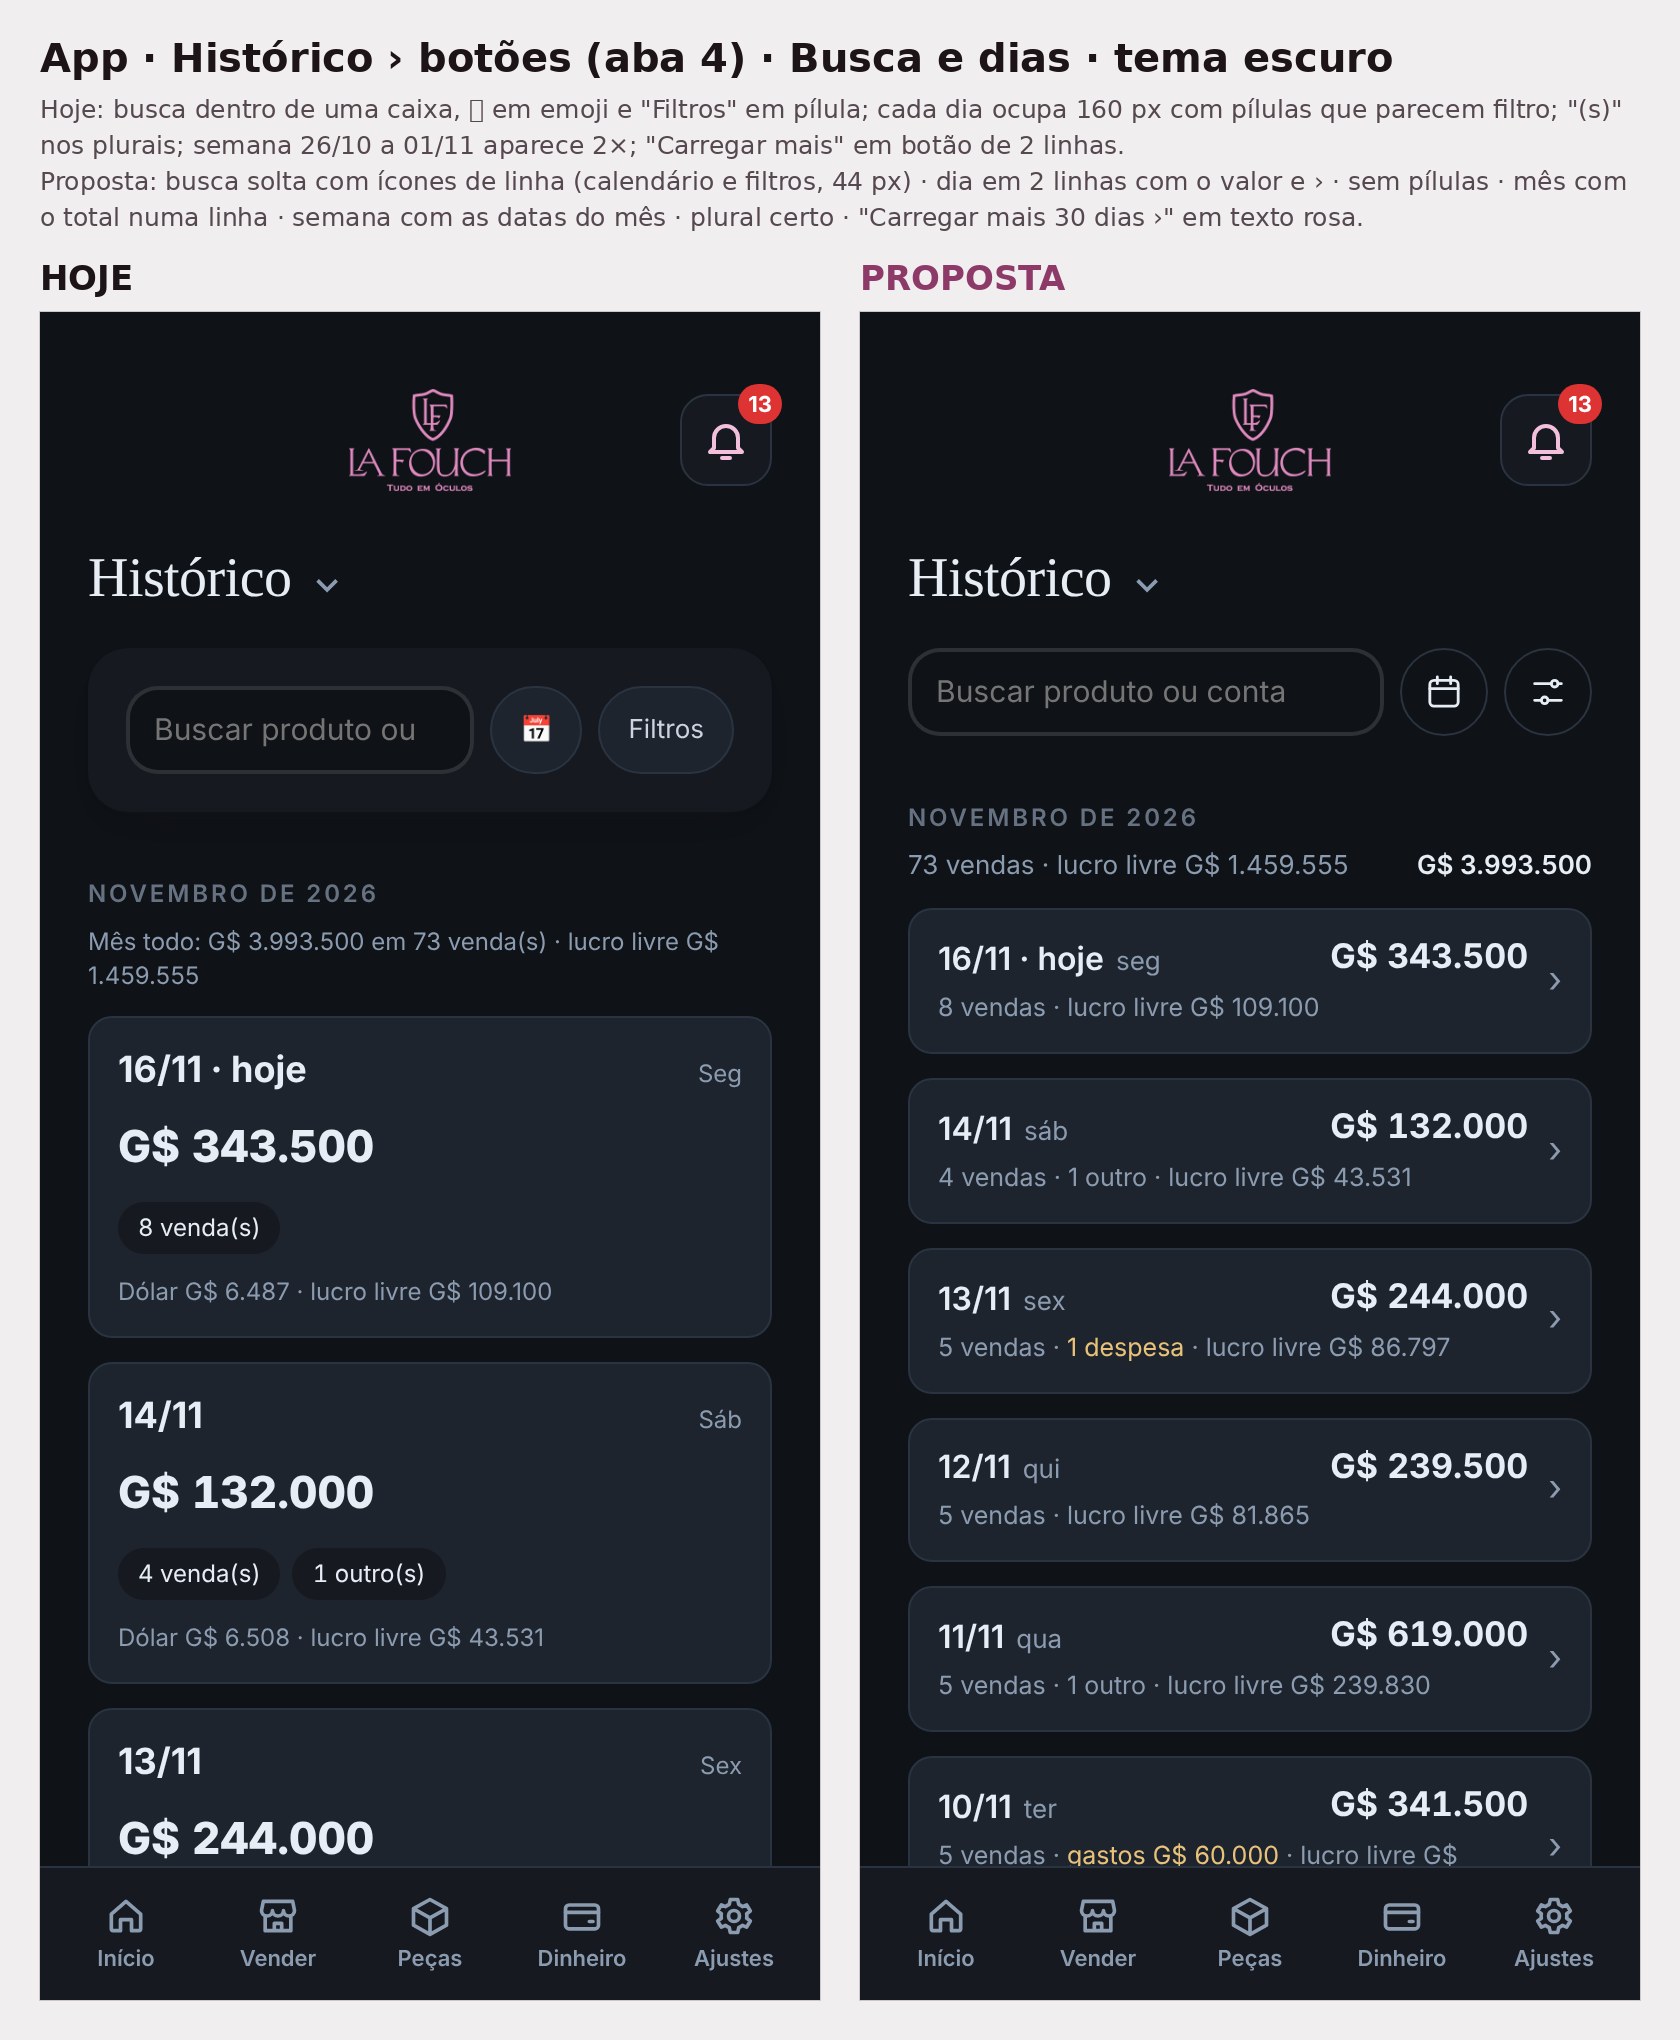 App · Histórico › botões (aba 4) · Busca e dias · tema escuro
Hoje: busca dentro de uma caixa, em emoji e "Filtros" em pílula; cada dia ocupa 160 px com pílulas que parecem filtro; "(s)"
nos plurais; semana 26/10 a 01/11 aparece 2×; "Carregar mais" em botão de 2 linhas.
Proposta: busca solta com ícones de linha (calendário e filtros, 44 px) · dia em 2 linhas com o valor e › · sem pílulas · mês com
o total numa linha · semana com as datas do mês · plural certo · "Carregar mais 30 dias ›" em texto rosa.
HOJE
LF
LA FOUCH
TUDO EM ÓCULOS
13
Histórico
Buscar produto ou
July
17
Filtros
NOVEMBRO DE 2026
Mês todo: G$ 3.993.500 em 73 venda(s) · lucro livre G$
1.459.555
16/11 · hoje
Seg
G$ 343.500
8 venda(s)
Dólar G$ 6.487 · lucro livre G$ 109.100
14/11
Sáb
G$ 132.000
4 venda(s)
1 outro(s)
Dólar G$ 6.508 · lucro livre G$ 43.531
13/11
Sex
G$ 244.000
Início
Vender
Peças
Dinheiro
Ajustes
PROPOSTA
LF
LA FOUCH
TUDO EM ÓCULOS
13
Histórico
Buscar produto ou conta
NOVEMBRO DE 2026
73 vendas · lucro livre G$ 1.459.555
G$ 3.993.500
16/11 · hoje seg
G$ 343.500
›
8 vendas · lucro livre G$ 109.100
14/11 sáb
G$ 132.000
›
4 vendas · 1 outro · lucro livre G$ 43.531
13/11 sex
G$ 244.000
›
5 vendas · 1 despesa · lucro livre G$ 86.797
12/11 qui
G$ 239.500
›
5 vendas · lucro livre G$ 81.865
11/11 qua
G$ 619.000
›
5 vendas · 1 outro · lucro livre G$ 239.830
10/11 ter
G$ 341.500
›
5 vendas · gastos G$ 60.000 · lucro livre G$
Início
Vender
Peças
Dinheiro
Ajustes